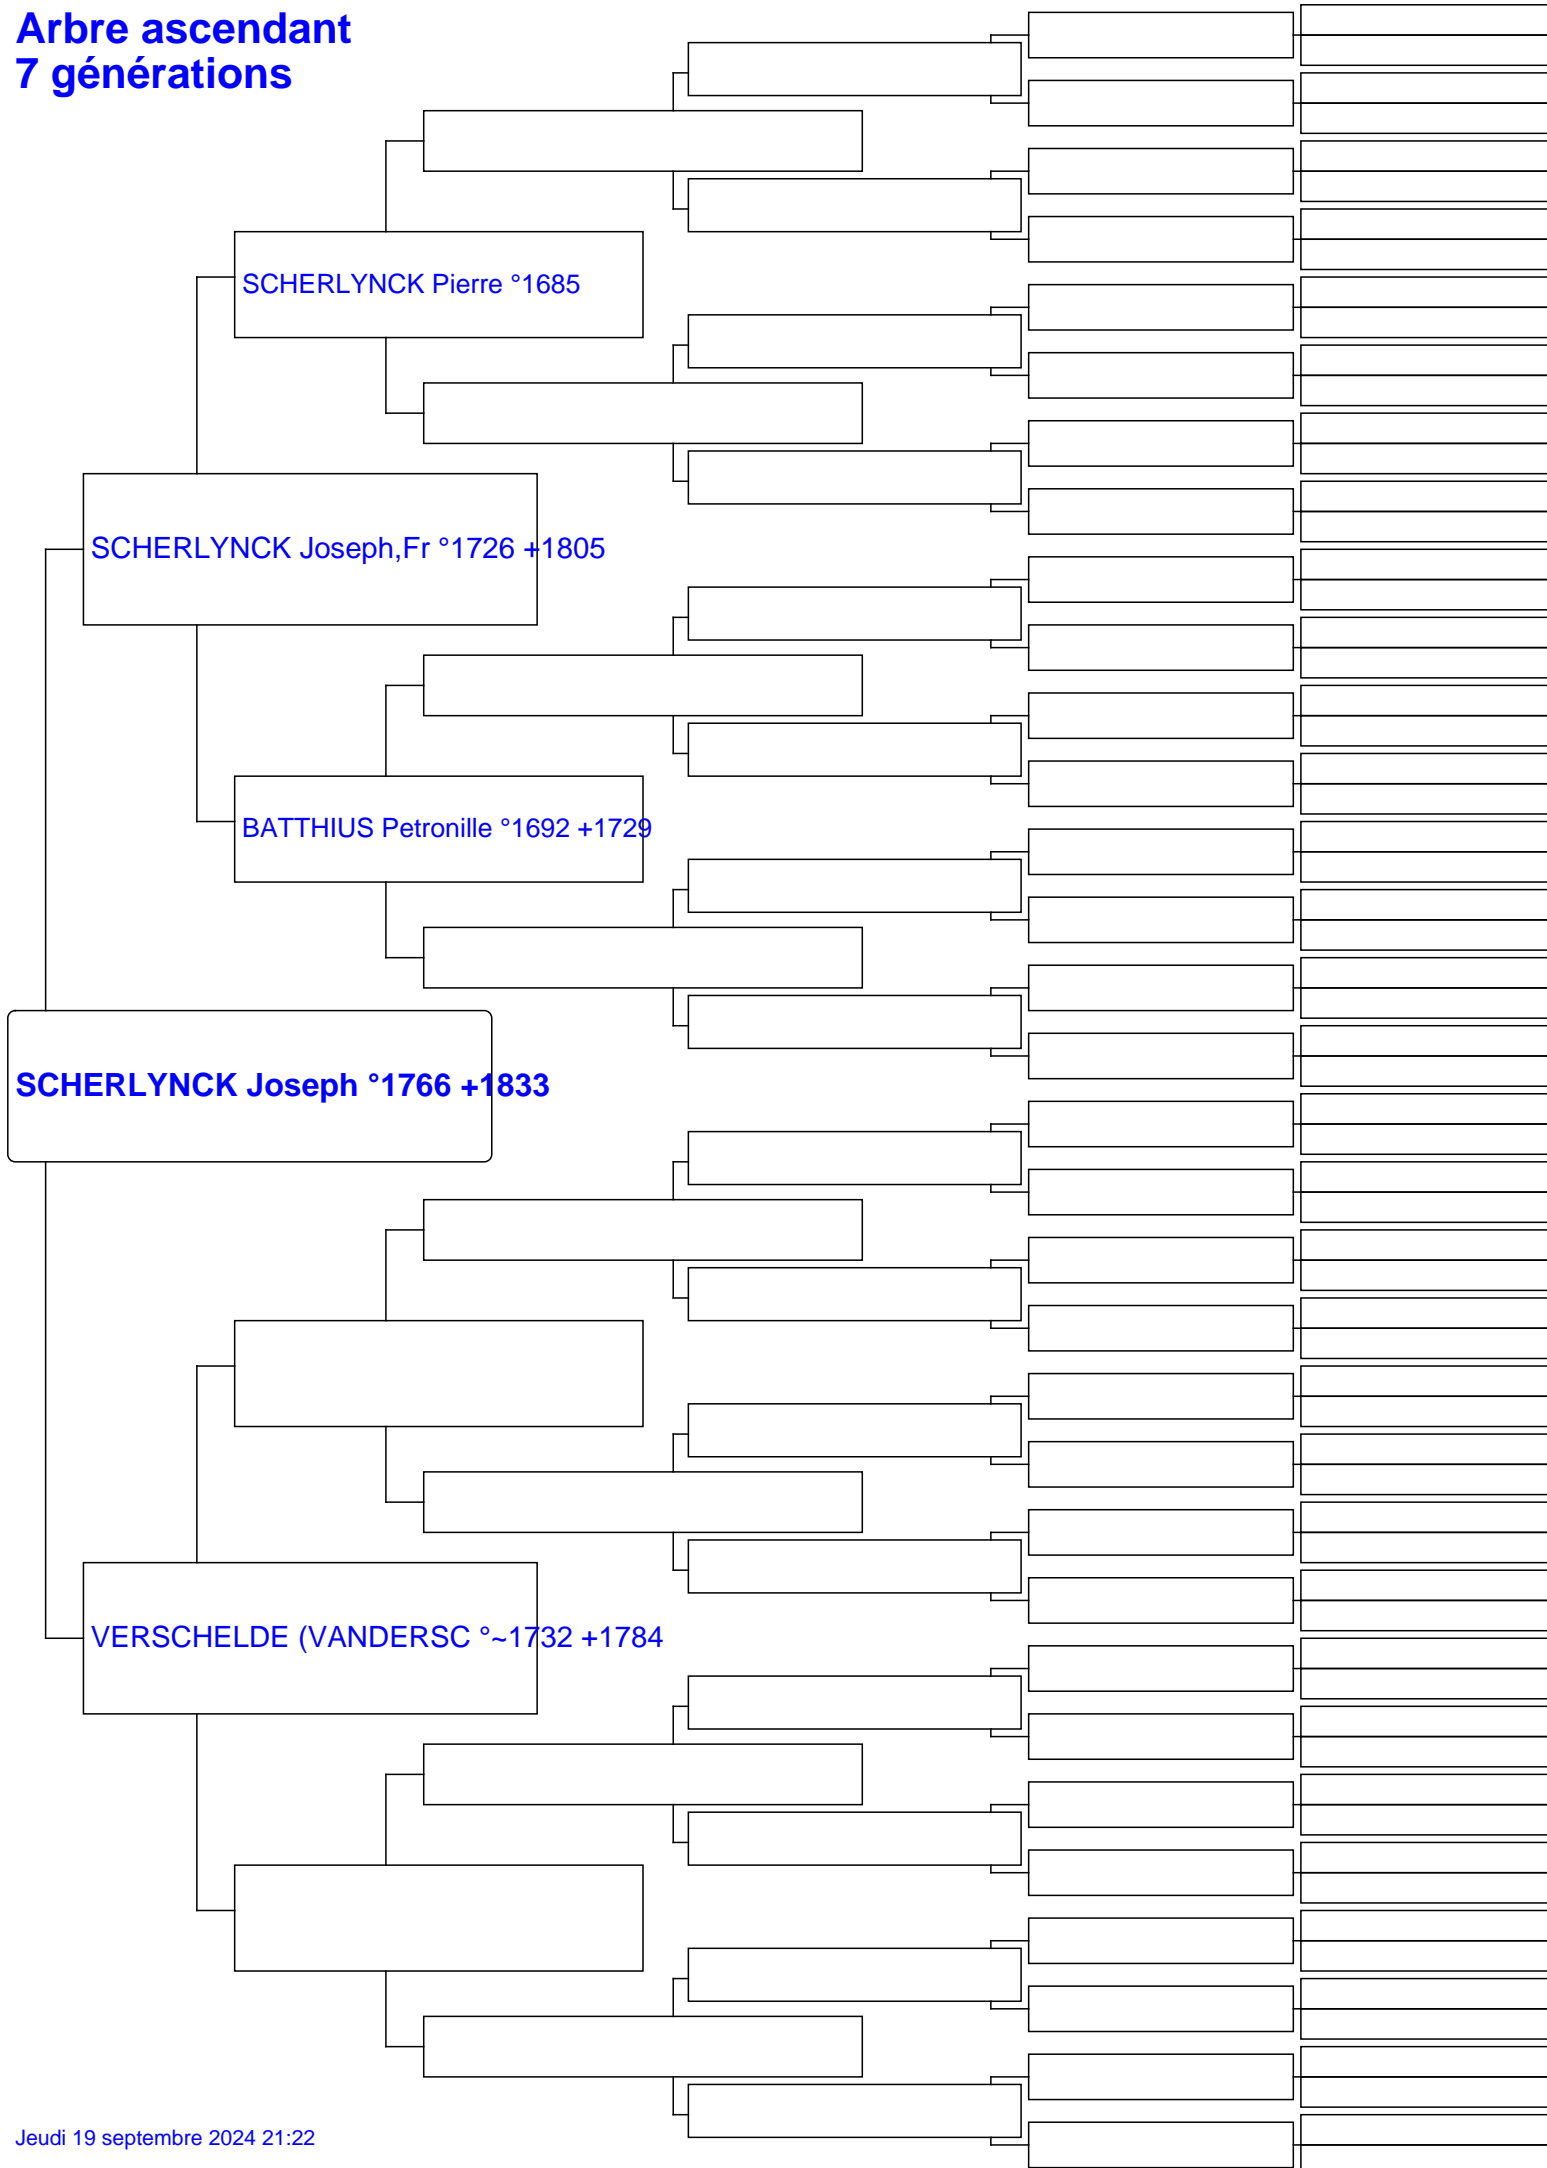 Arbre ascendant
7 générations
SCHERLYNCK Pierre °1685
SCHERLYNCK Joseph,Fr °1726 +1805
BATTHIUS Petronille °1692 +1729
SCHERLYNCK Joseph °1766 +1833
VERSCHELDE (VANDERSC °~1732 +1784
Jeudi 19 septembre 2024 21:22